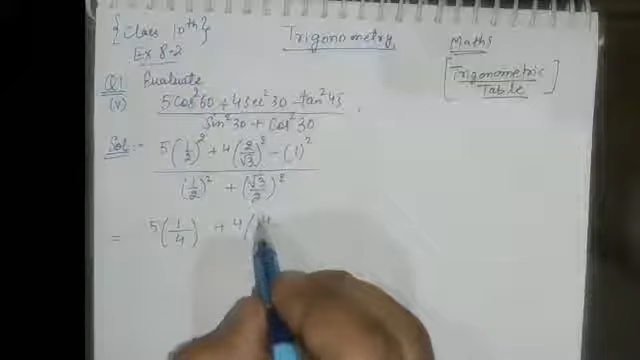 {Class 10th}
Ex 8.2
Trigonometry
Maths
[Trigonometric Table]
Q1 Evaluate
(v) 5cos²60 + 4sec²30 - tan²45
sin²30 + cos²30
Sol:- 5(1/2)² + 4(2/√3)² - (1)²
(1/2)² + (√3/2)²
= 5(1/4) + 4(4